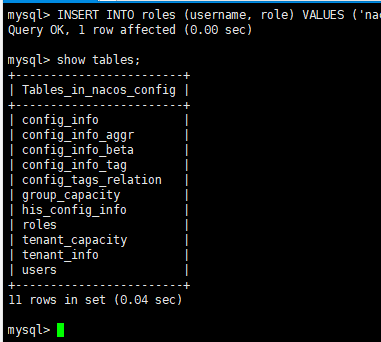 mysql> INSERT INTO roles (username, role) VALUES ('na
Query OK, 1 row affected (0.00 sec)
mysql> show tables;
+------------------------+
| Tables_in_nacos_config |
+------------------------+
| config_info            |
| config_info_aggr       |
| config_info_beta       |
| config_info_tag        |
| config_tags_relation   |
| group_capacity         |
| his_config_info        |
| roles                  |
| tenant_capacity        |
| tenant_info            |
| users                  |
+------------------------+
11 rows in set (0.04 sec)
mysql>